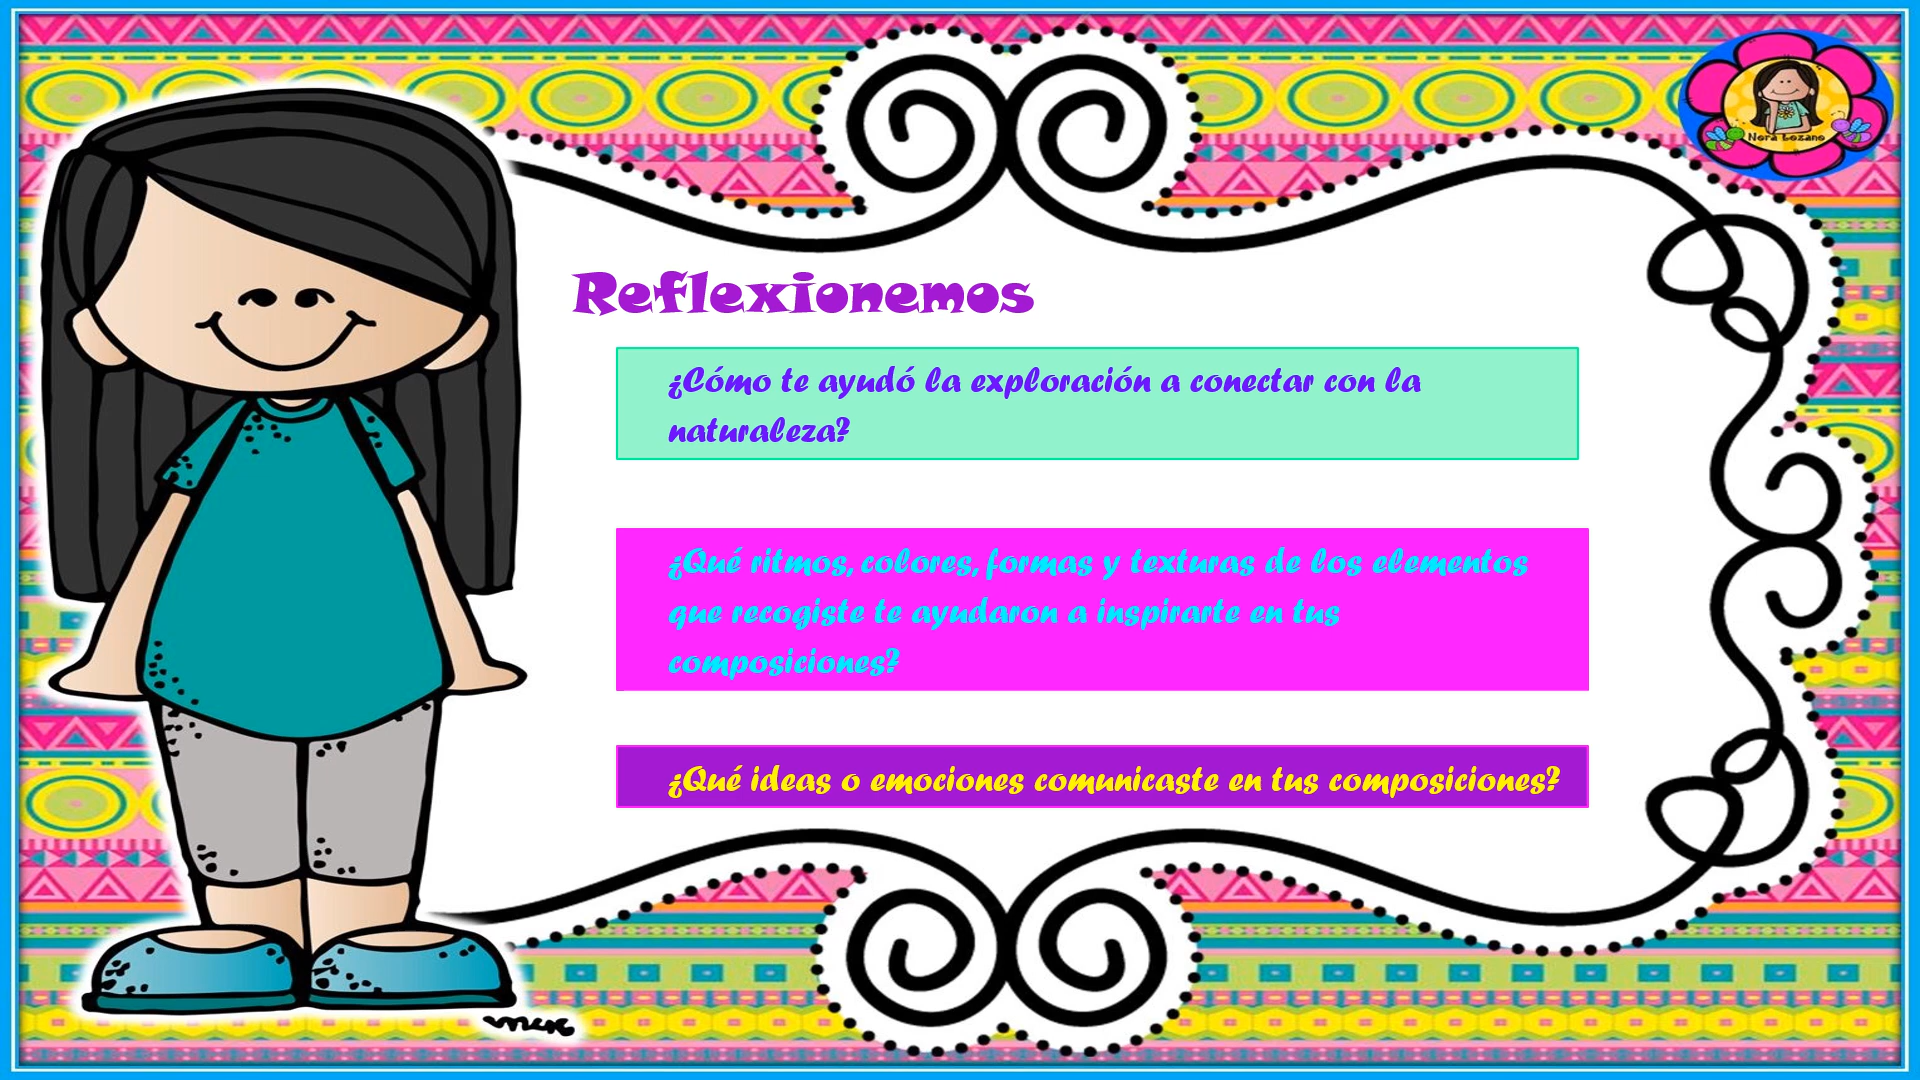 Nora Lozano
Reflexionemos
¿Cómo te ayudó la exploración a conectar con la
naturaleza?
¿Qué ritmos, colores, formas y texturas de los elementos
que recogiste te ayudaron a inspirarte en tus
composiciones?
¿Qué ideas o emociones comunicaste en tus composiciones?